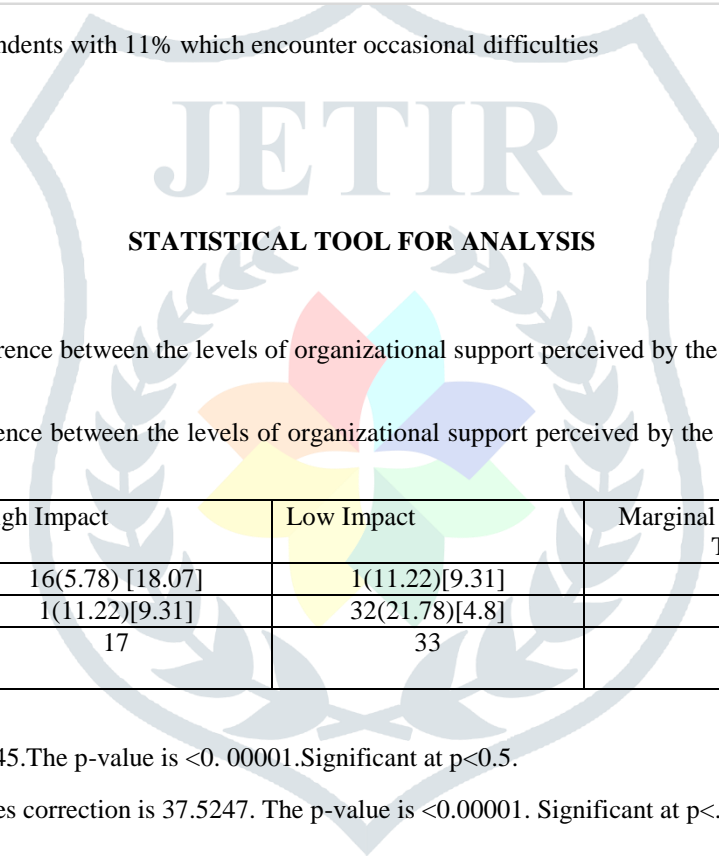 ndents with 11% which encounter occasional difficulties
JETIR
STATISTICAL TOOL FOR ANALYSIS
rence between the levels of organizational support perceived by the
ence between the levels of organizational support perceived by the
gh Impact Low Impact Marginal
T
16(5.78) [18.07] 1(11.22)[9.31]
1(11.22)[9.31] 32(21.78)[4.8]
17 33
45.The p-value is <0. 00001.Significant at p<0.5.
es correction is 37.5247. The p-value is <0.00001. Significant at p<.